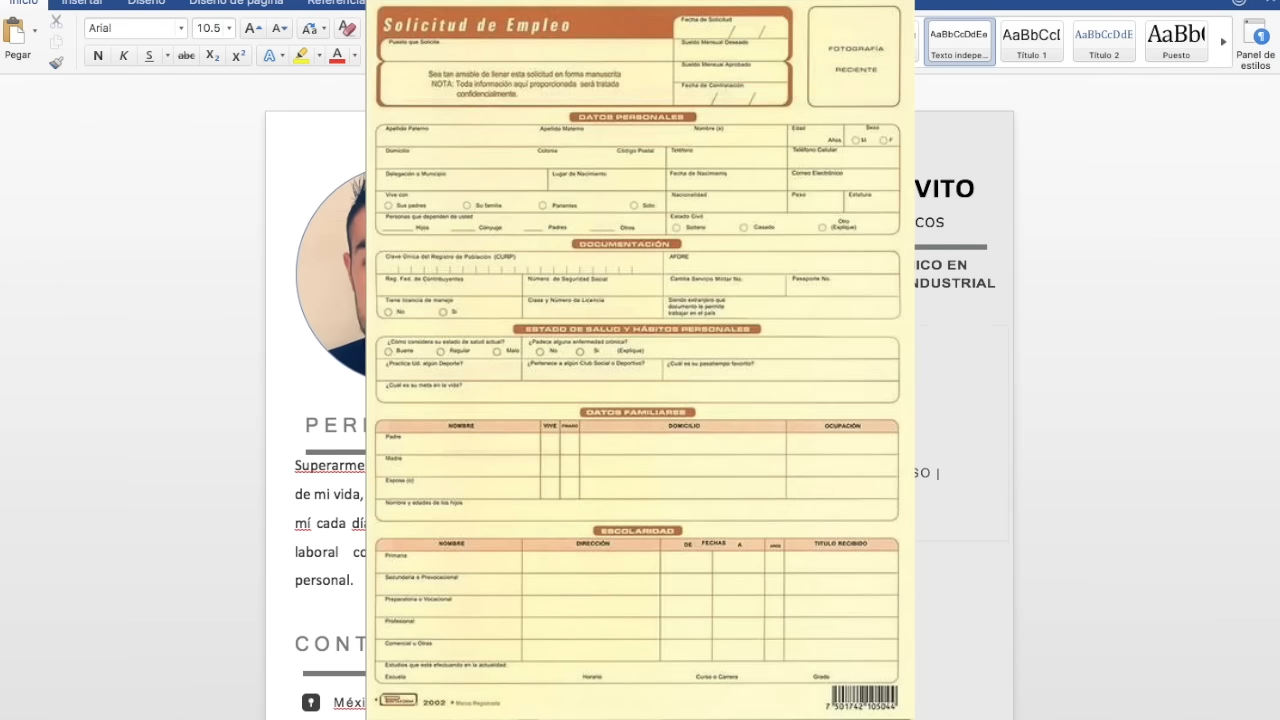 Inicio Insertar Diseño Diseño de página Referencia
Pegar
Arial 10.5
N K S abc X2 X2
AaBbCcDdEe AaBbCcI AaBbCcDdE AaBb(
Texto indepe... Título 1 Título 2 Puesto
Panel de
estilos
Solicitud de Empleo
Puesto que Solicita
Fecha de Solicitud
Sueldo Mensual Deseado
Sea tan amable de llenar esta solicitud en forma manuscrita
NOTA: Toda información aquí proporcionada será tratada
confidencialmente.
Sueldo Mensual Aprobado
Fecha de Contratación
FOTOGRAFÍA
RECIENTE
DATOS PERSONALES
Apellido Paterno Apellido Materno Nombre (s) Edad Sexo
Años M F
Domicilio Colonia Código Postal Teléfono Teléfono Celular
Delegación o Municipio Lugar de Nacimiento Fecha de Nacimiento Correo Electrónico
Vive con Nacionalidad Peso Estatura
Sus padres Su familia Parientes Solo
Personas que dependen de usted Estado Civil
Hijos Cónyuge Padres Otros Soltero Casado Otro
(Explique)
DOCUMENTACIÓN
Clave Única del Registro de Población (CURP) AFORE
Reg. Fed. de Contribuyentes Número de Seguridad Social Cartilla Servicio Militar No. Pasaporte No.
Tiene licencia de manejo Clase y Número de Licencia Siendo extranjero qué
documento le permite
trabajar en el país
No Si
ESTADO DE SALUD Y HÁBITOS PERSONALES
¿Cómo considera su estado de salud actual? ¿Padece alguna enfermedad crónica?
Bueno Regular Malo No Si (Explique)
¿Practica Ud. algún Deporte? ¿Pertenece a algún Club Social o Deportivo? ¿Cuál es su pasatiempo favorito?
¿Cuál es su meta en la vida?
DATOS FAMILIARES
NOMBRE VIVE FINADO DOMICILIO OCUPACIÓN
Padre
Madre
Esposa (o)
Nombre y edades de los hijos
ESCOLARIDAD
NOMBRE DIRECCIÓN DE FECHAS A AÑOS TITULO RECIBIDO
Primaria
Secundaria o Prevocacional
Preparatoria o Vocacional
Profesional
Comercial u Otras
Estudios que está efectuando en la actualidad:
Escuela Horario Curso o Carrera Grado
2002 Marca Registrada
7 501742 105044
PERI
Superarme
de mi vida,
mí cada día
laboral co
personal.
CONT
Méxi
VITO
COS
ICO EN
NDUSTRIAL
SO |